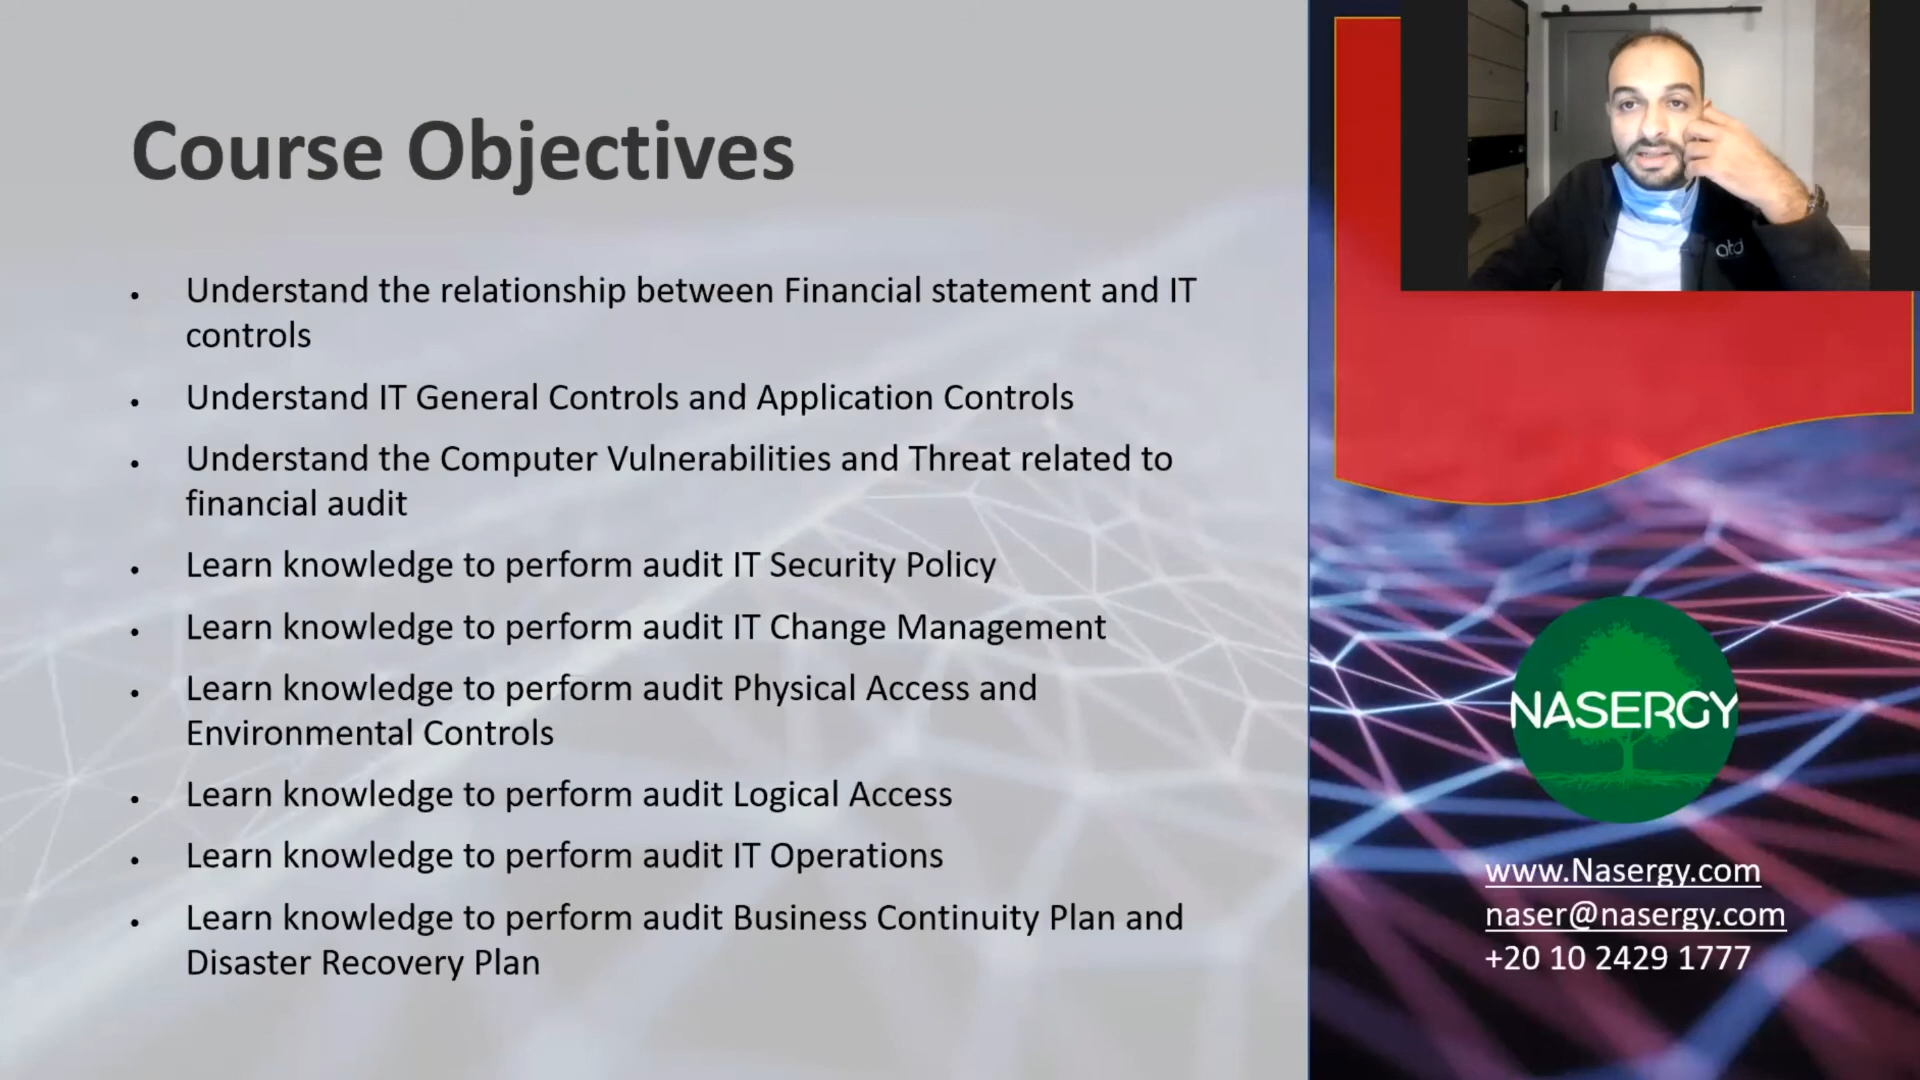 Course Objectives
• Understand the relationship between Financial statement and IT
controls
• Understand IT General Controls and Application Controls
• Understand the Computer Vulnerabilities and Threat related to
financial audit
• Learn knowledge to perform audit IT Security Policy
• Learn knowledge to perform audit IT Change Management
• Learn knowledge to perform audit Physical Access and
Environmental Controls
• Learn knowledge to perform audit Logical Access
• Learn knowledge to perform audit IT Operations
• Learn knowledge to perform audit Business Continuity Plan and
Disaster Recovery Plan
atd
NASERGY
www.Nasergy.com
naser@nasergy.com
+20 10 2429 1777